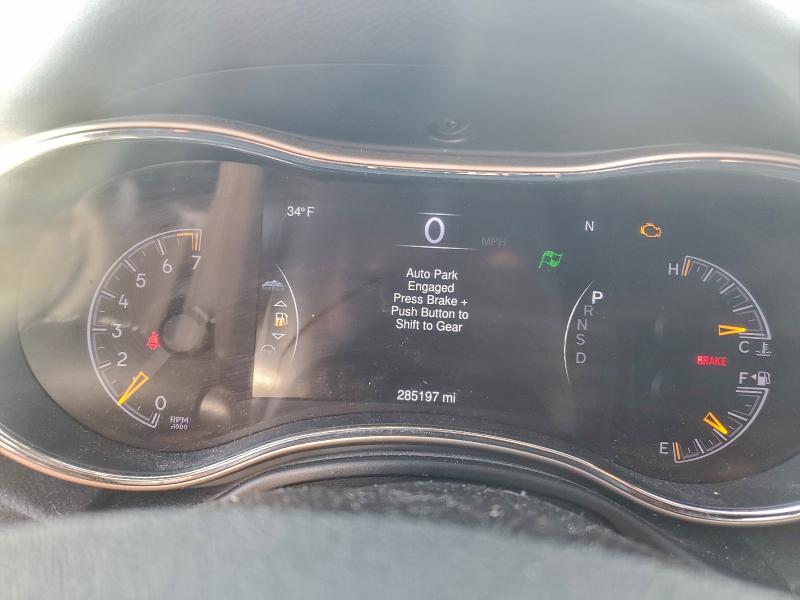 34°F
0
MPH
N
Auto Park
Engaged
Press Brake +
Push Button to
Shift to Gear
285197 mi
7
6
5
4
3
2
0
RPM
x1000
P
R
N
S
D
H
C
BRAKE
F
E